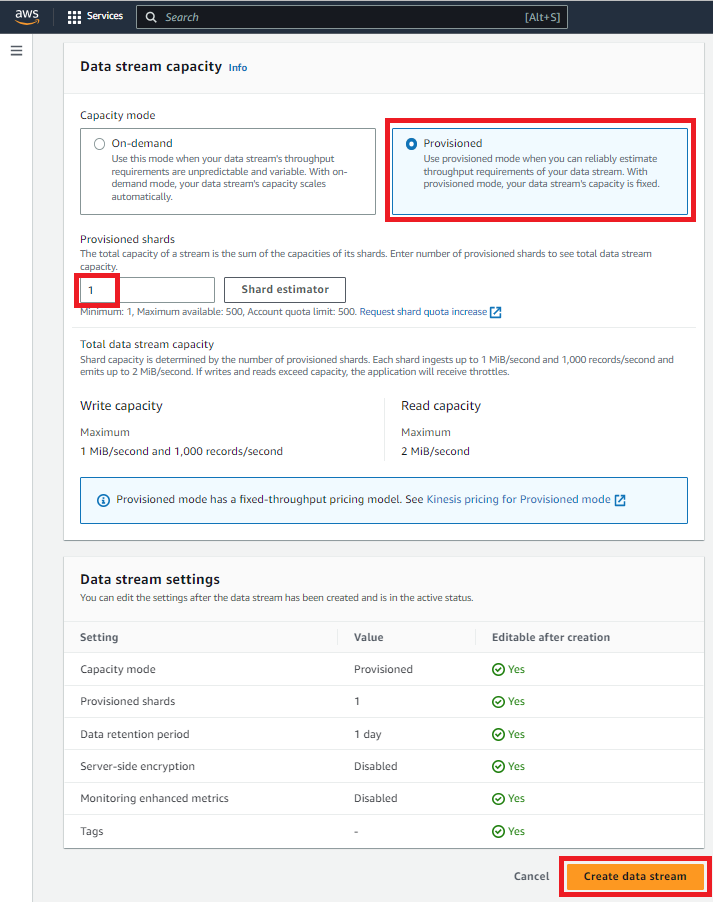 aws
Services
Search
[Alt+S]
Data stream capacity Info
Capacity mode
On-demand
Use this mode when your data stream's throughput
requirements are unpredictable and variable. With on-
demand mode, your data stream's capacity scales
automatically.
Provisioned
Use provisioned mode when you can reliably estimate
throughput requirements of your data stream. With
provisioned mode, your data stream's capacity is fixed.
Provisioned shards
The total capacity of a stream is the sum of the capacities of its shards. Enter number of provisioned shards to see total data stream
capacity.
1
Shard estimator
Minimum: 1, Maximum available: 500, Account quota limit: 500. Request shard quota increase
Total data stream capacity
Shard capacity is determined by the number of provisioned shards. Each shard ingests up to 1 MiB/second and 1,000 records/second and
emits up to 2 MiB/second. If writes and reads exceed capacity, the application will receive throttles.
Write capacity
Maximum
1 MiB/second and 1,000 records/second
Read capacity
Maximum
2 MiB/second
Provisioned mode has a fixed-throughput pricing model. See Kinesis pricing for Provisioned mode
Data stream settings
You can edit the settings after the data stream has been created and is in the active status.
Setting Value Editable after creation
Capacity mode Provisioned Yes
Provisioned shards 1 Yes
Data retention period 1 day Yes
Server-side encryption Disabled Yes
Monitoring enhanced metrics Disabled Yes
Tags - Yes
Cancel Create data stream